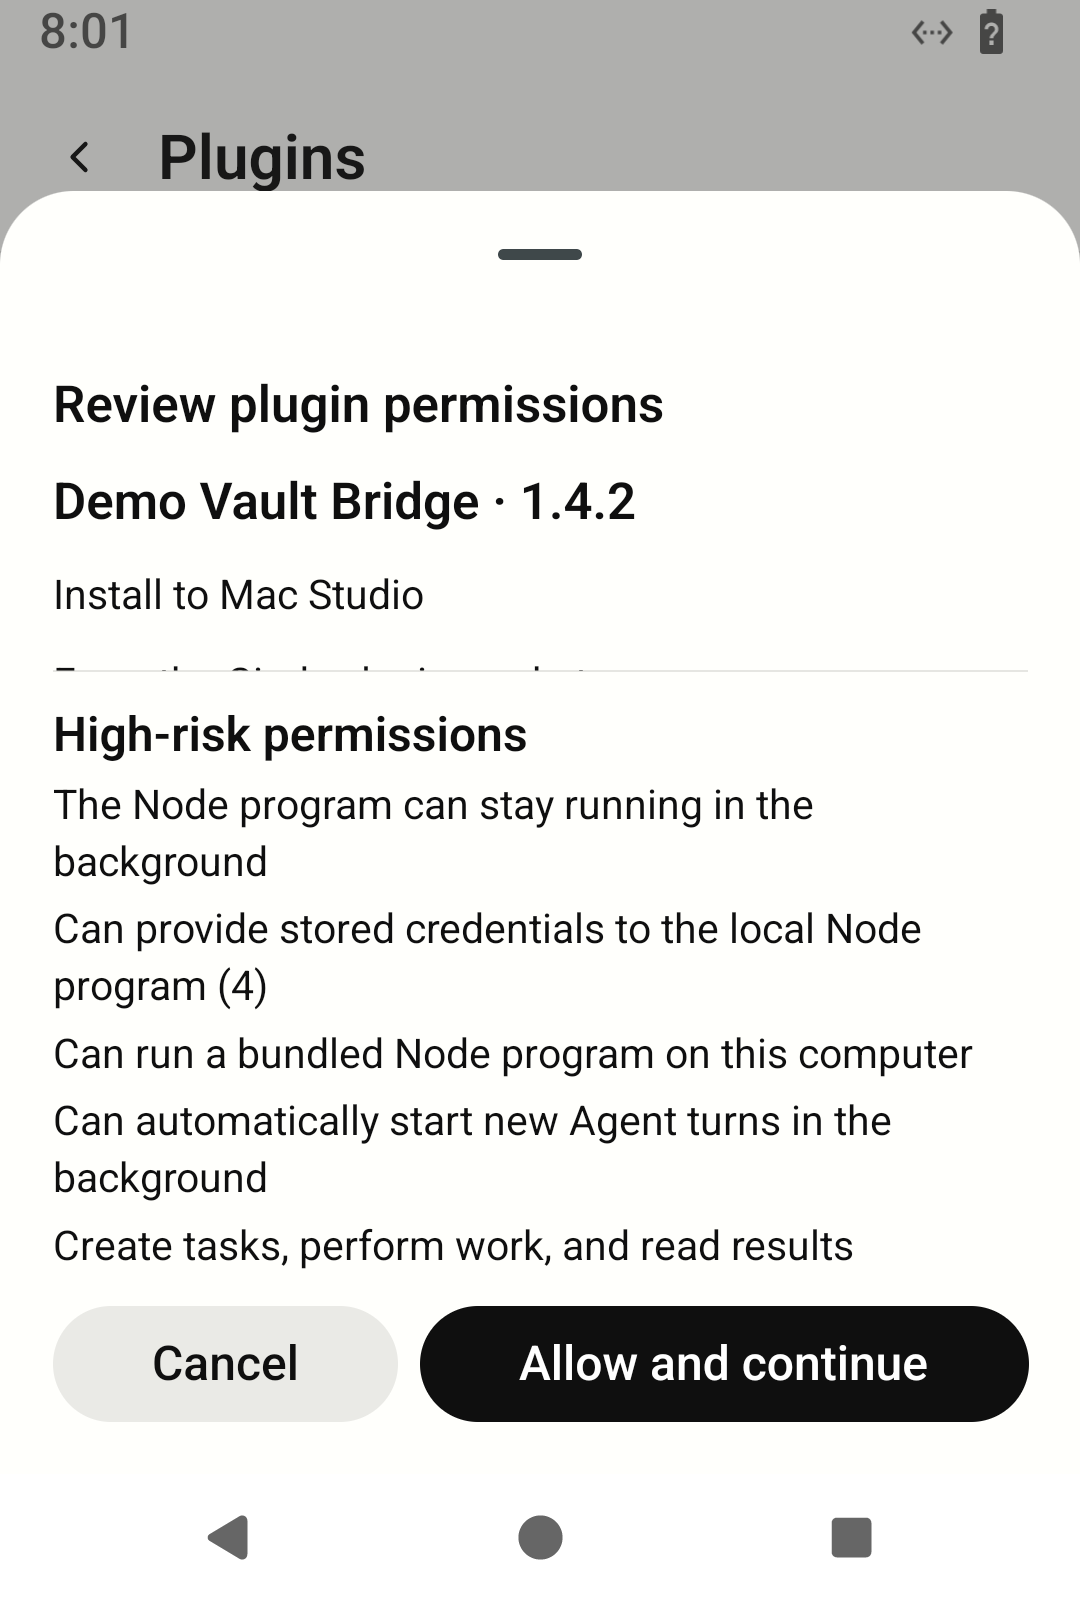 8:01
Plugins
Review plugin permissions
Demo Vault Bridge · 1.4.2
Install to Mac Studio
High-risk permissions
The Node program can stay running in the
background
Can provide stored credentials to the local Node
program (4)
Can run a bundled Node program on this computer
Can automatically start new Agent turns in the
background
Create tasks, perform work, and read results
Cancel
Allow and continue